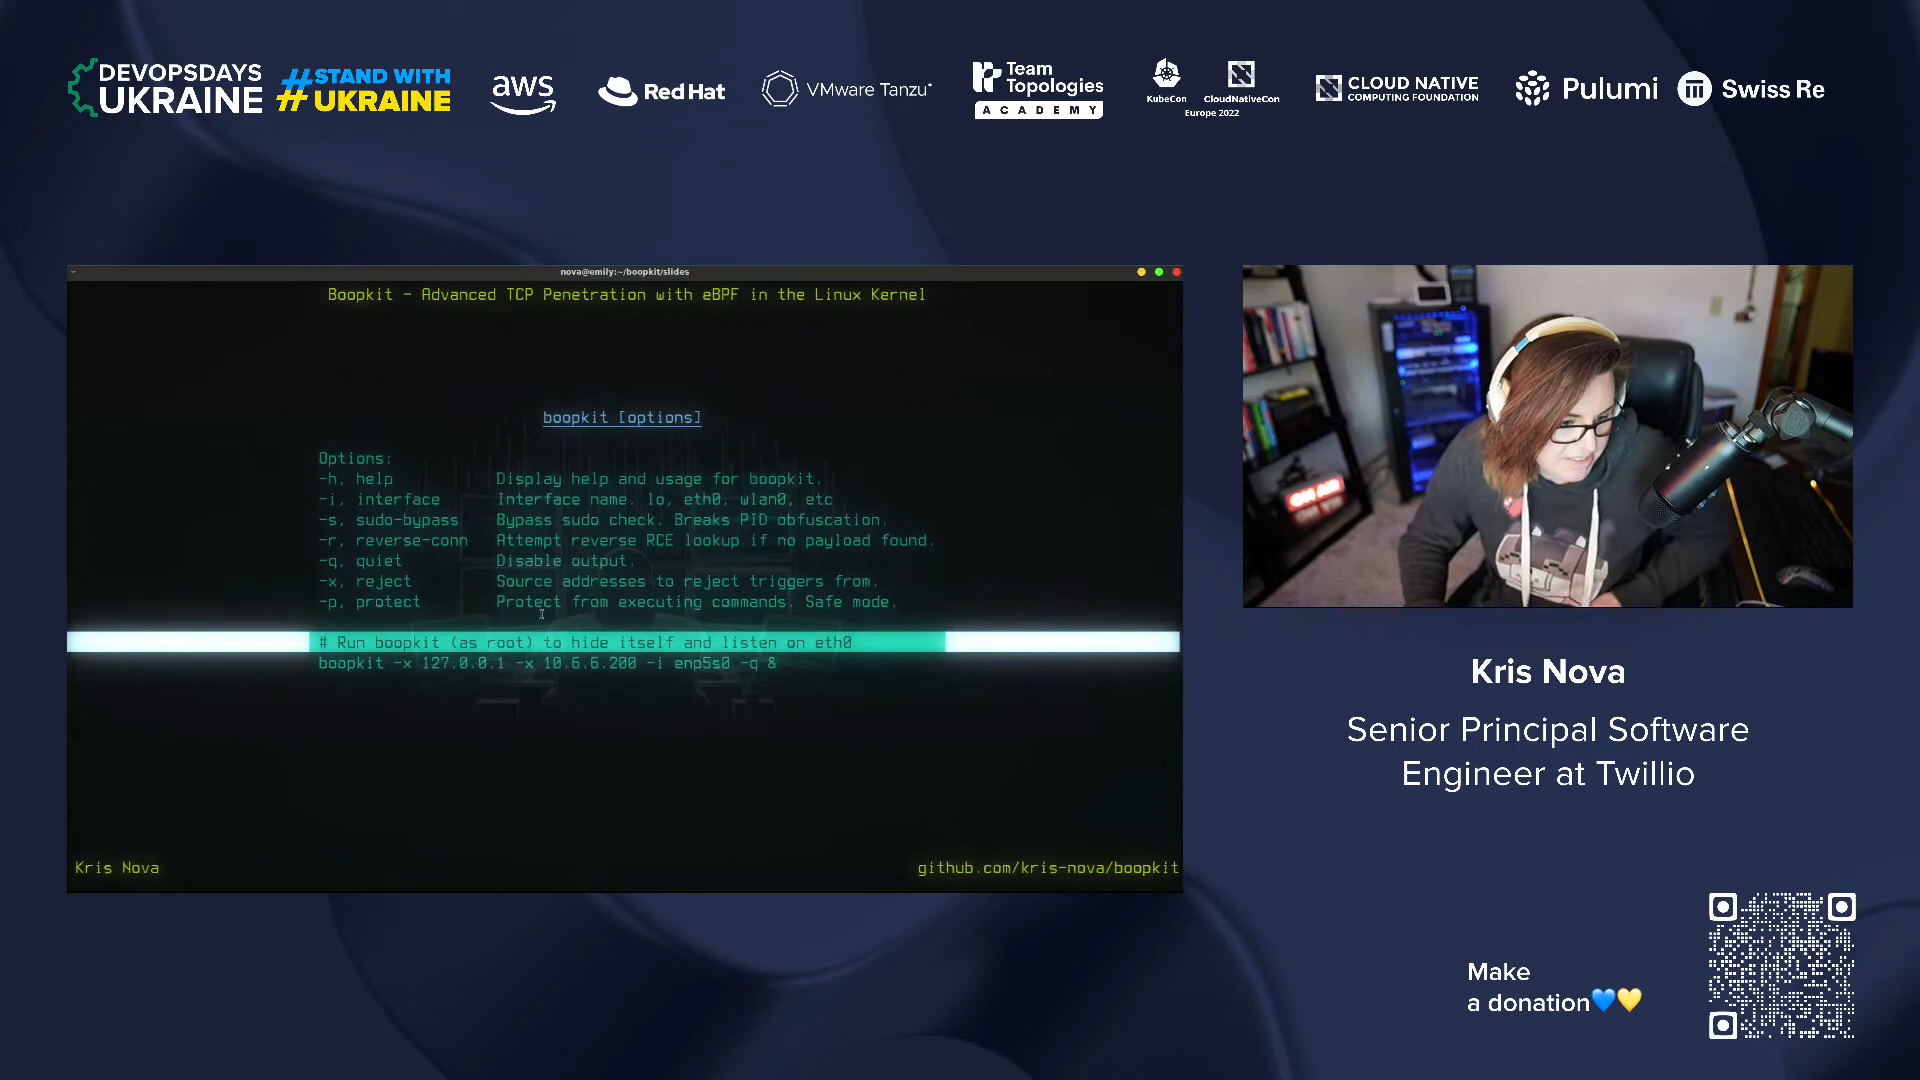 DEVOPSDAYS
UKRAINE
#STAND WITH
UKRAINE
aws
Red Hat
VMware Tanzu
Team
Topologies
ACADEMY
KubeCon
CloudNativeCon
Europe 2022
CLOUD NATIVE
COMPUTING FOUNDATION
Pulumi
Swiss Re
nova@emily:~/boopkit/slides
Boopkit - Advanced TCP Penetration with eBPF in the Linux Kernel
boopkit [options]
Options:
-h, help Display help and usage for boopkit.
-i, interface Interface name. lo, eth0, wlan0, etc
-s, sudo-bypass Bypass sudo check. Breaks PID obfuscation.
-r, reverse-conn Attempt reverse RCE lookup if no payload found.
-q, quiet Disable output.
-x, reject Source addresses to reject triggers from.
-p, protect Protect from executing commands. Safe mode.
# Run boopkit (as root) to hide itself and listen on eth0
boopkit -x 127.0.0.1 -x 10.6.6.200 -i enp5s0 -q &
Kris Nova
github.com/kris-nova/boopkit
ON AIR
Kris Nova
Senior Principal Software
Engineer at Twillio
Make
a donation💙💛